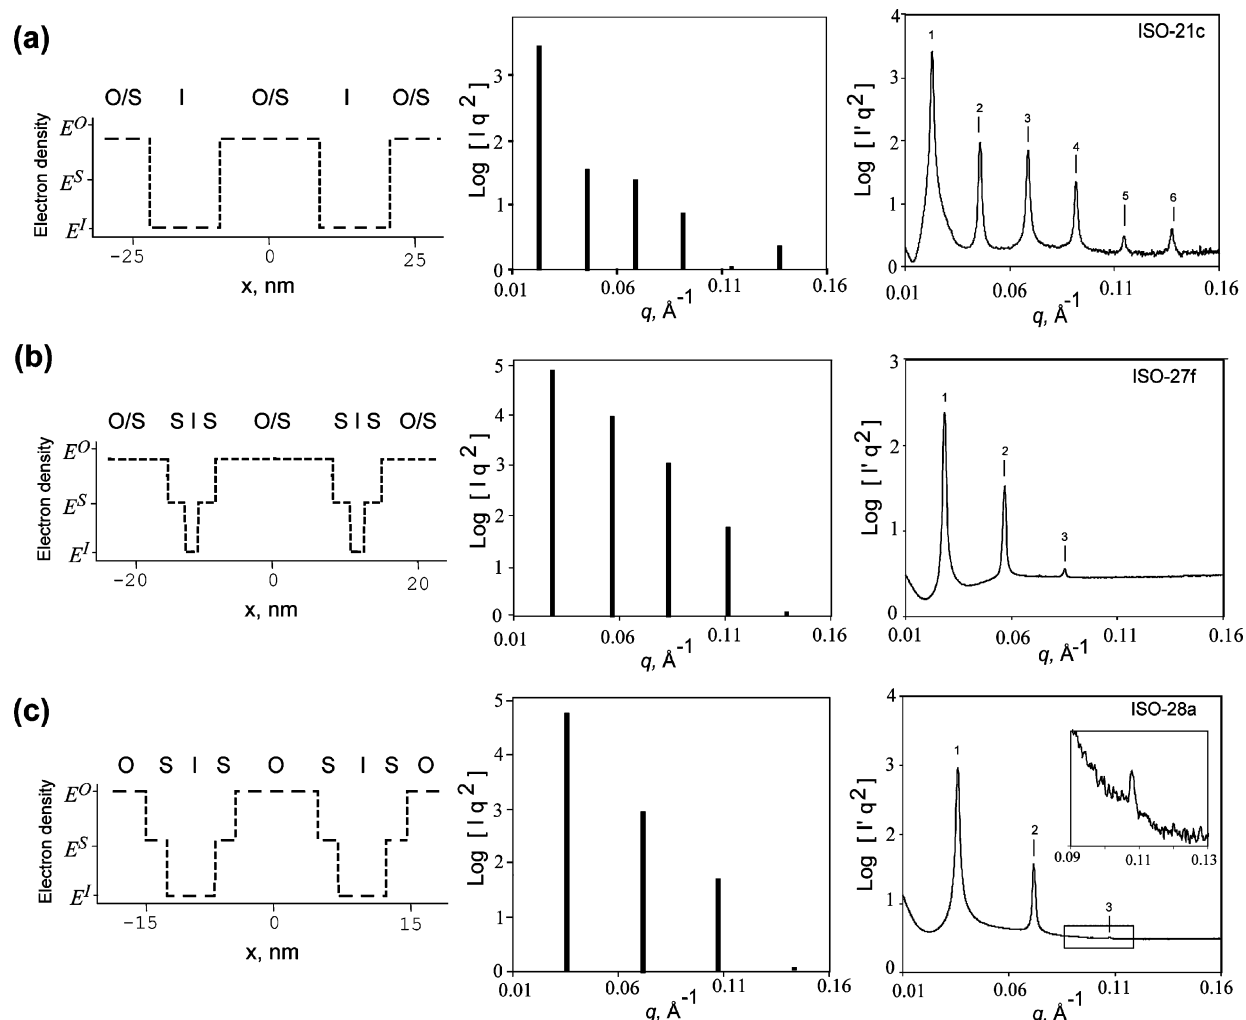 (a)
O/S I O/S I O/S
Electron density
E^O
E^S
E^I
-25 0 25
x, nm
Log [ I q^2 ]
3
2
1
0
0.01 0.06 0.11 0.16
q, Å^-1
ISO-21c
Log [ I' q^2 ]
4
3
2
1
0
1 2 3 4 5 6
0.01 0.06 0.11 0.16
q, Å^-1
(b)
O/S S I S O/S S I S O/S
Electron density
E^O
E^S
E^I
-20 0 20
x, nm
Log [ I q^2 ]
5
4
3
2
1
0
0.01 0.06 0.11 0.16
q, Å^-1
ISO-27f
Log [ I' q^2 ]
3
2
1
0
1 2 3
0.01 0.06 0.11 0.16
q, Å^-1
(c)
O S I S O S I S O
Electron density
E^O
E^S
E^I
-15 0 15
x, nm
Log [ I q^2 ]
5
4
3
2
1
0
0.01 0.06 0.11 0.16
q, Å^-1
ISO-28a
Log [ I' q^2 ]
4
3
2
1
0
1 2 3
0.09 0.11 0.13
0.01 0.06 0.11 0.16
q, Å^-1